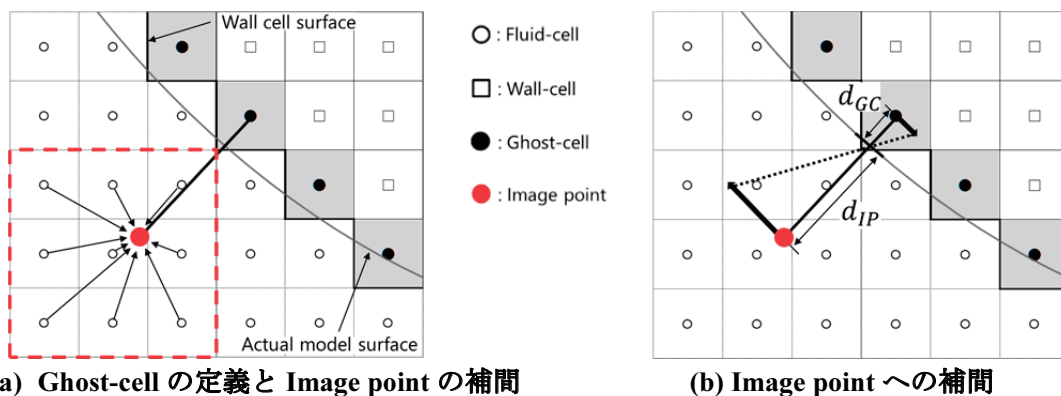 Wall cell surface
Actual model surface
: Fluid-cell
: Wall-cell
: Ghost-cell
: Image point
d_GC
d_IP
a) Ghost-cell の定義と Image point の補間
(b) Image point への補間